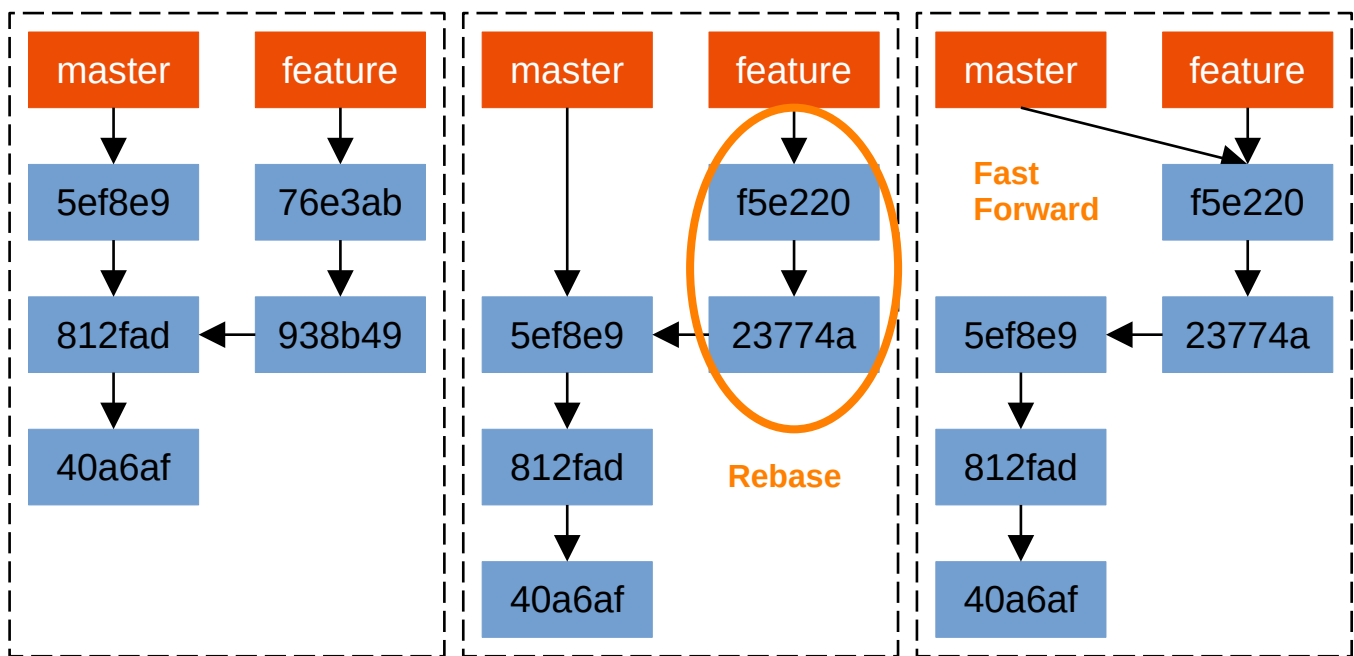 master
feature
5ef8e9
76e3ab
812fad
938b49
40a6af
master
feature
f5e220
5ef8e9
23774a
812fad
Rebase
40a6af
master
feature
Fast
Forward
f5e220
5ef8e9
23774a
812fad
40a6af